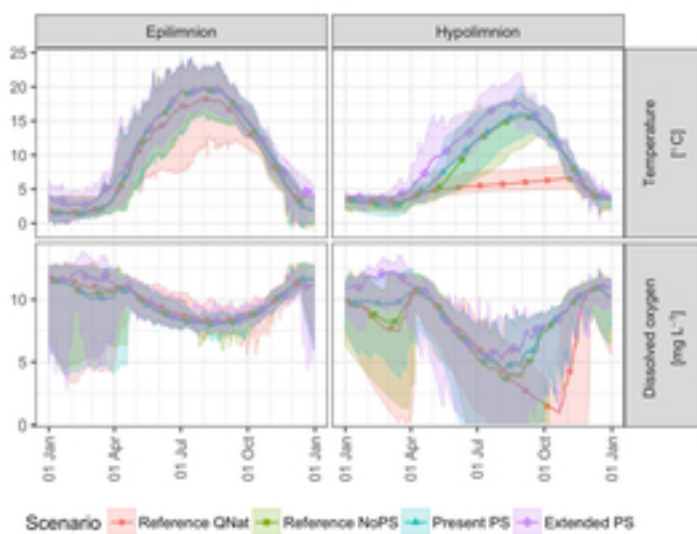 Epilimnion Hypolimnion
25
20
15
10
5
0
Temperature
[°C]
10
5
0
Dissolved oxygen
[mg L⁻¹]
01 Jan 01 Apr 01 Jul 01 Oct 01 Jan 01 Jan 01 Apr 01 Jul 01 Oct 01 Jan
Scenario Reference QNat Reference NoPS Present PS Extended PS